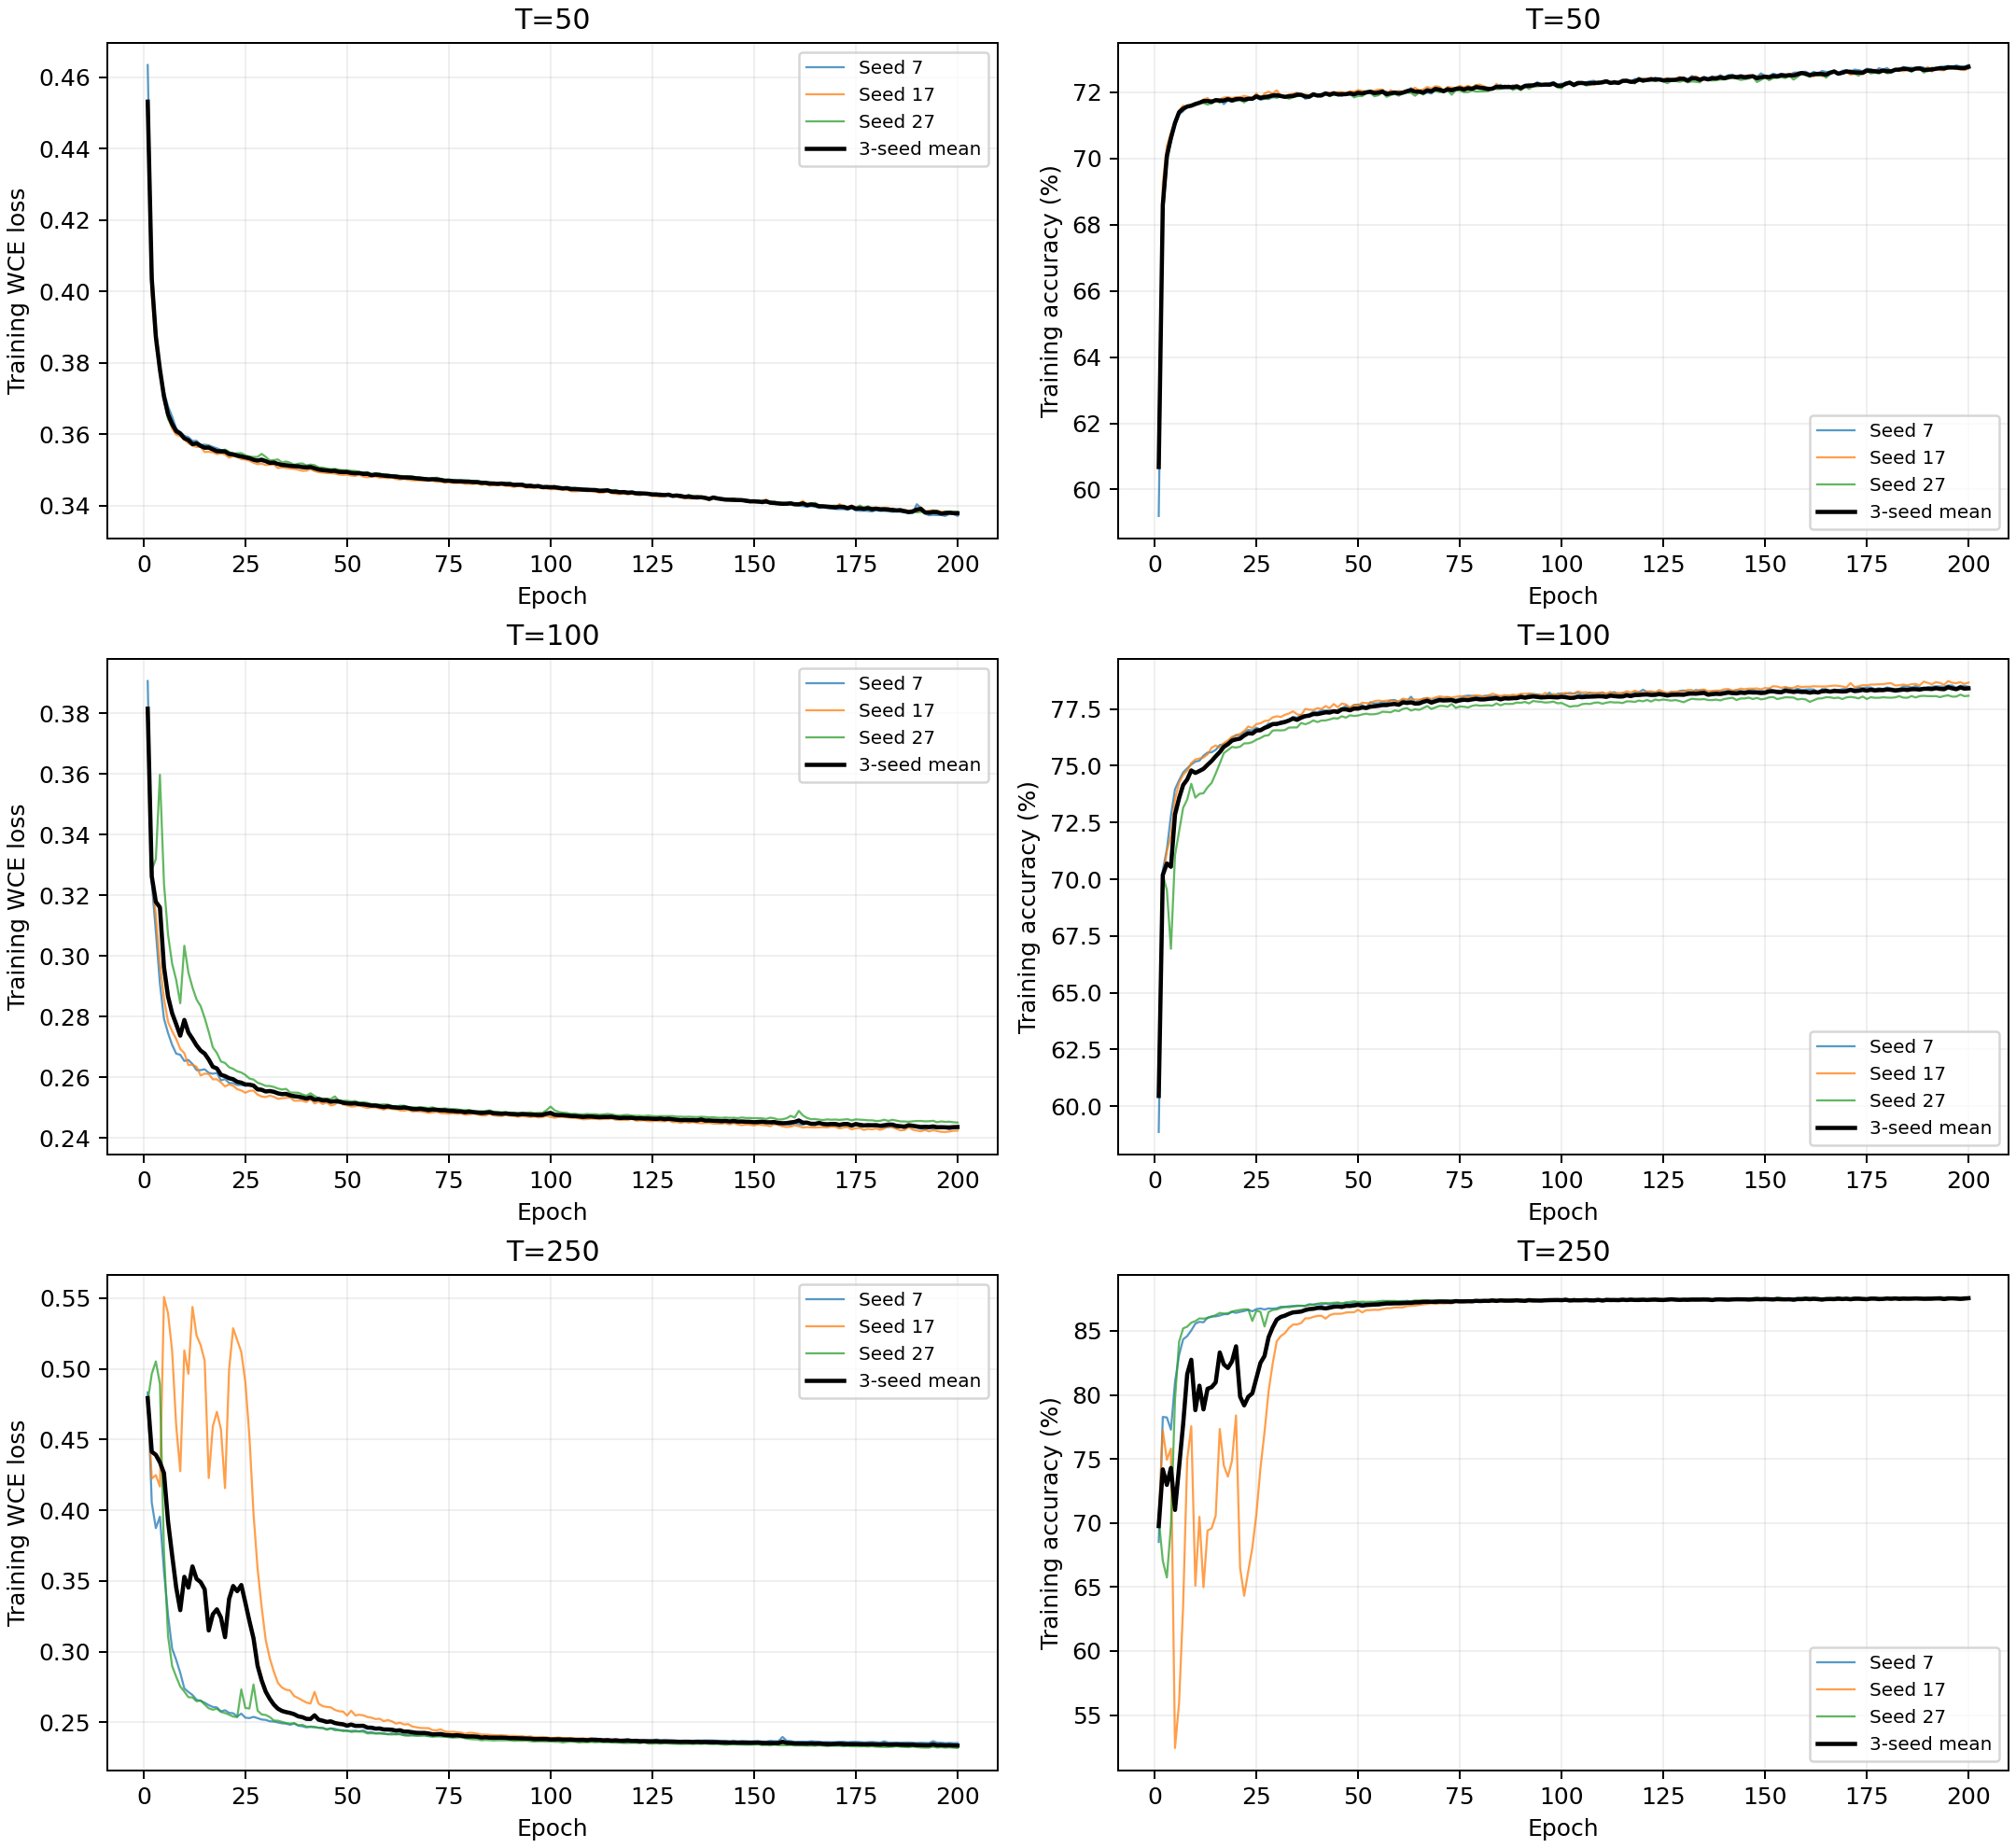 T=50
Training WCE loss
0.46
0.44
0.42
0.40
0.38
0.36
0.34
0 25 50 75 100 125 150 175 200
Epoch
Seed 7
Seed 17
Seed 27
3-seed mean
T=50
Training accuracy (%)
72
70
68
66
64
62
60
0 25 50 75 100 125 150 175 200
Epoch
Seed 7
Seed 17
Seed 27
3-seed mean
T=100
Training WCE loss
0.38
0.36
0.34
0.32
0.30
0.28
0.26
0.24
0 25 50 75 100 125 150 175 200
Epoch
Seed 7
Seed 17
Seed 27
3-seed mean
T=100
Training accuracy (%)
77.5
75.0
72.5
70.0
67.5
65.0
62.5
60.0
0 25 50 75 100 125 150 175 200
Epoch
Seed 7
Seed 17
Seed 27
3-seed mean
T=250
Training WCE loss
0.55
0.50
0.45
0.40
0.35
0.30
0.25
0 25 50 75 100 125 150 175 200
Epoch
Seed 7
Seed 17
Seed 27
3-seed mean
T=250
Training accuracy (%)
85
80
75
70
65
60
55
0 25 50 75 100 125 150 175 200
Epoch
Seed 7
Seed 17
Seed 27
3-seed mean